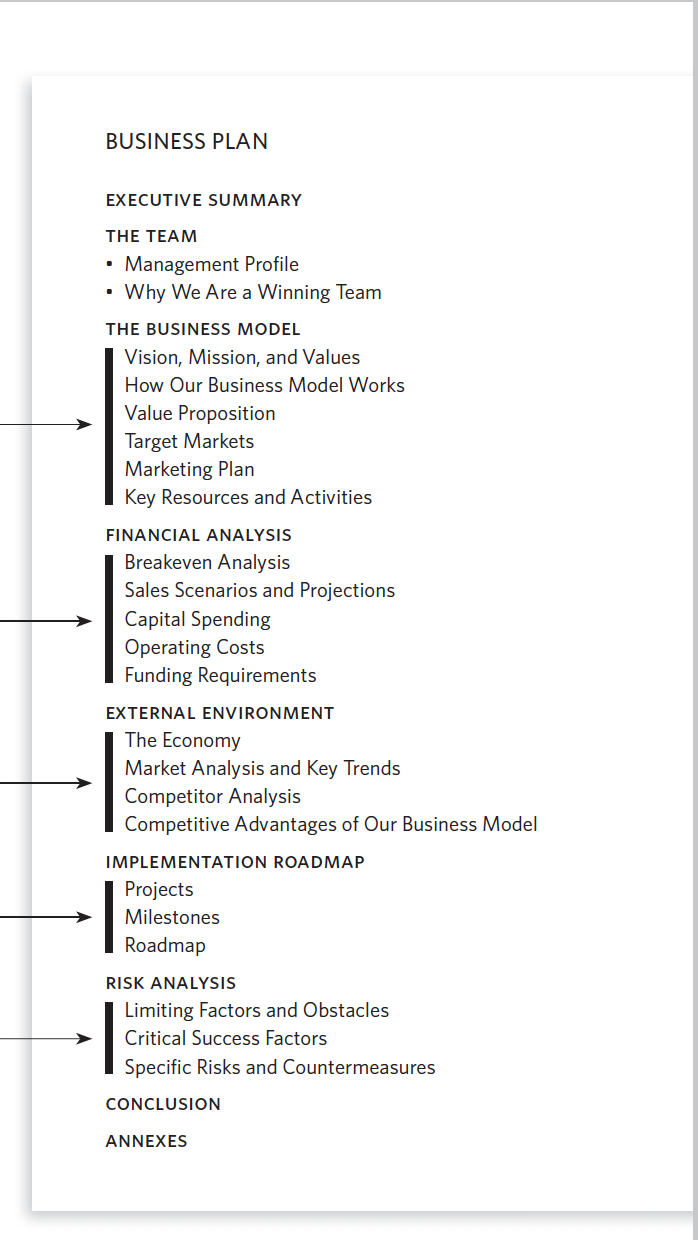 BUSINESS PLAN
EXECUTIVE SUMMARY
THE TEAM
• Management Profile
• Why We Are a Winning Team
THE BUSINESS MODEL
Vision, Mission, and Values
How Our Business Model Works
Value Proposition
Target Markets
Marketing Plan
Key Resources and Activities
FINANCIAL ANALYSIS
Breakeven Analysis
Sales Scenarios and Projections
Capital Spending
Operating Costs
Funding Requirements
EXTERNAL ENVIRONMENT
The Economy
Market Analysis and Key Trends
Competitor Analysis
Competitive Advantages of Our Business Model
IMPLEMENTATION ROADMAP
Projects
Milestones
Roadmap
RISK ANALYSIS
Limiting Factors and Obstacles
Critical Success Factors
Specific Risks and Countermeasures
CONCLUSION
ANNEXES